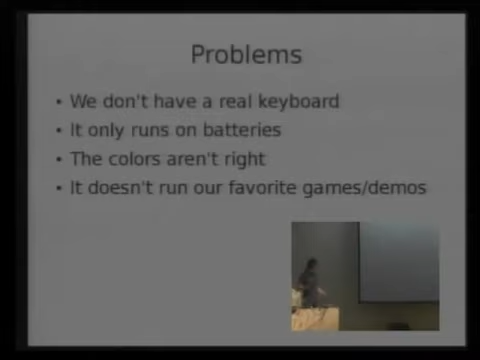 Problems
• We don't have a real keyboard
• It only runs on batteries
• The colors aren't right
• It doesn't run our favorite games/demos